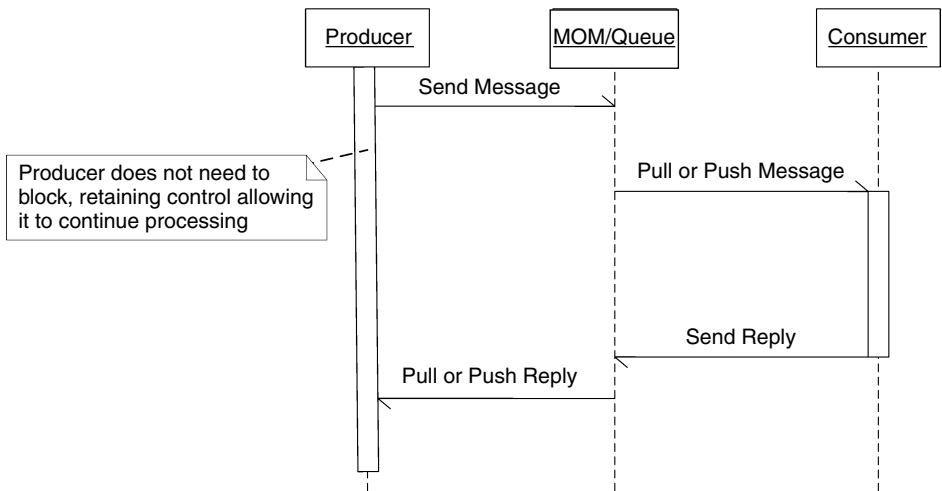 Producer
MOM/Queue
Consumer
Send Message
Producer does not need to
block, retaining control allowing
it to continue processing
Pull or Push Message
Send Reply
Pull or Push Reply